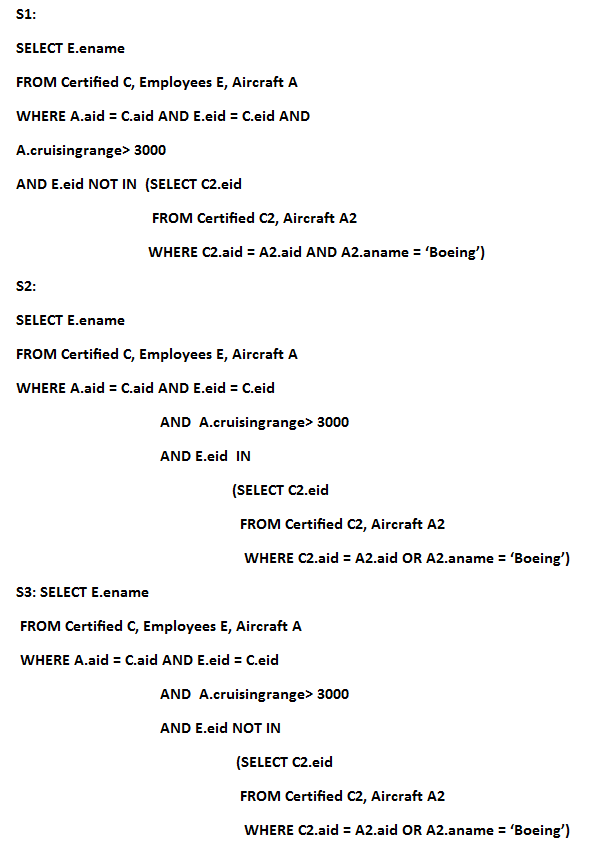 S1:
SELECT E.ename
FROM Certified C, Employees E, Aircraft A
WHERE A.aid = C.aid AND E.eid = C.eid AND
A.cruisingrange> 3000
AND E.eid NOT IN (SELECT C2.eid
FROM Certified C2, Aircraft A2
WHERE C2.aid = A2.aid AND A2.aname = ‘Boeing’)
S2:
SELECT E.ename
FROM Certified C, Employees E, Aircraft A
WHERE A.aid = C.aid AND E.eid = C.eid
AND A.cruisingrange> 3000
AND E.eid IN
(SELECT C2.eid
FROM Certified C2, Aircraft A2
WHERE C2.aid = A2.aid OR A2.aname = ‘Boeing’)
S3: SELECT E.ename
FROM Certified C, Employees E, Aircraft A
WHERE A.aid = C.aid AND E.eid = C.eid
AND A.cruisingrange> 3000
AND E.eid NOT IN
(SELECT C2.eid
FROM Certified C2, Aircraft A2
WHERE C2.aid = A2.aid OR A2.aname = ‘Boeing’)